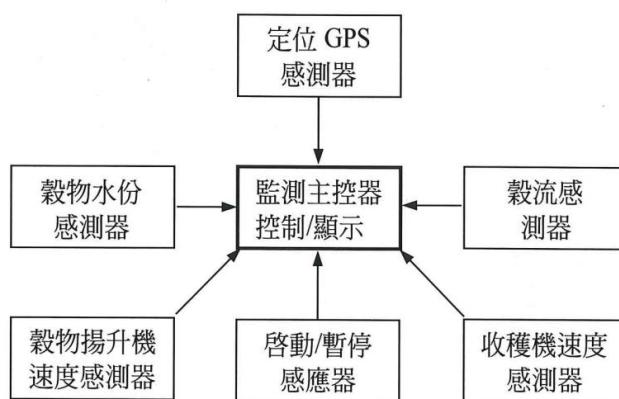 定位 GPS
感測器
穀物水份
感測器
監測主控器
控制/顯示
穀流感
測器
穀物揚升機
速度感測器
啓動/暫停
感應器
收穫機速度
感測器